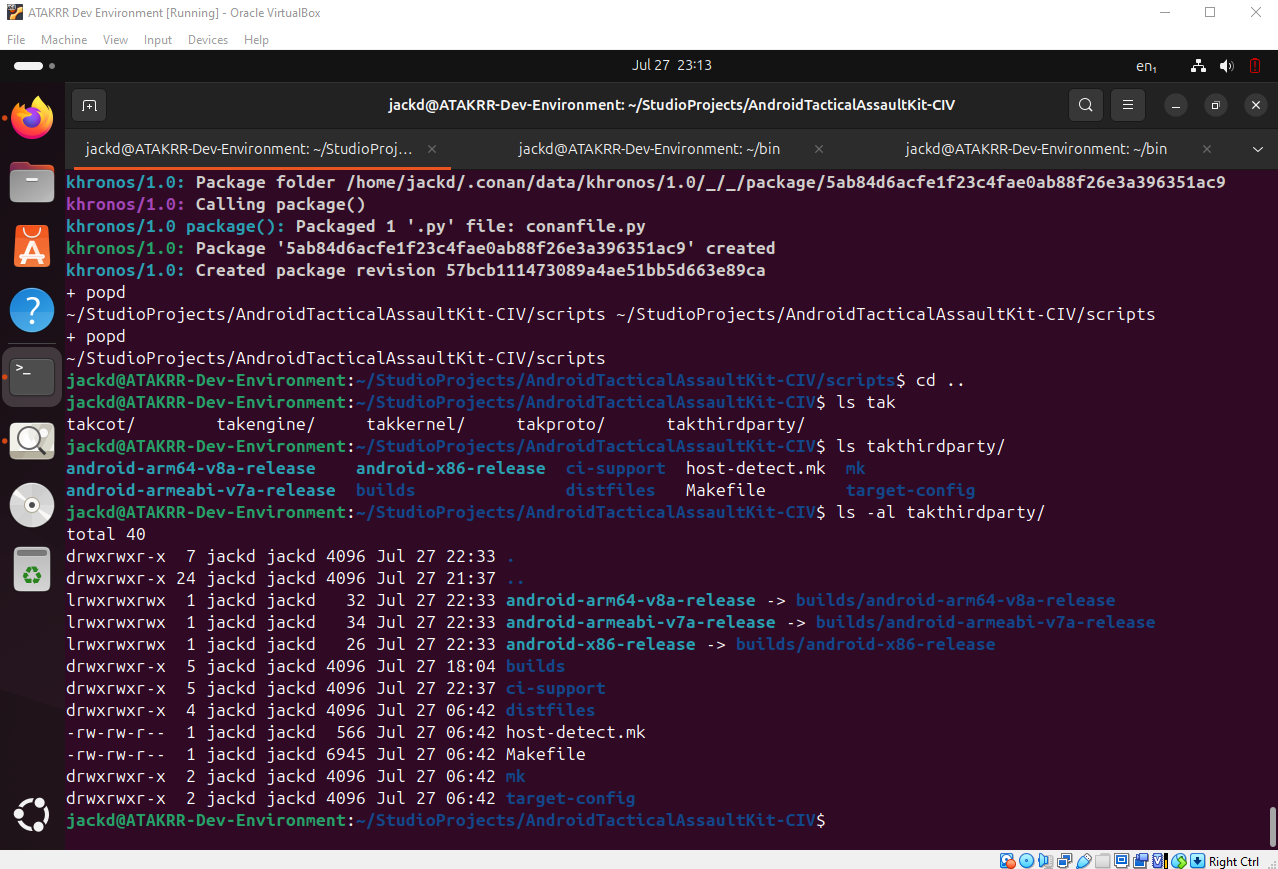 ATAKRR Dev Environment [Running] - Oracle VirtualBox
File Machine View Input Devices Help
Jul 27 23:13
en₁
jackd@ATAKRR-Dev-Environment: ~/StudioProjects/AndroidTacticalAssaultKit-CIV
jackd@ATAKRR-Dev-Environment: ~/StudioProj... × jackd@ATAKRR-Dev-Environment: ~/bin × jackd@ATAKRR-Dev-Environment: ~/bin ×
khronos/1.0: Package folder /home/jackd/.conan/data/khronos/1.0/_/_/package/5ab84d6acfe1f23c4fae0ab88f26e3a396351ac9
khronos/1.0: Calling package()
khronos/1.0 package(): Packaged 1 '.py' file: conanfile.py
khronos/1.0: Package '5ab84d6acfe1f23c4fae0ab88f26e3a396351ac9' created
khronos/1.0: Created package revision 57bcb111473089a4ae51bb5d663e89ca
+ popd
~/StudioProjects/AndroidTacticalAssaultKit-CIV/scripts ~/StudioProjects/AndroidTacticalAssaultKit-CIV/scripts
+ popd
~/StudioProjects/AndroidTacticalAssaultKit-CIV/scripts
jackd@ATAKRR-Dev-Environment:~/StudioProjects/AndroidTacticalAssaultKit-CIV/scripts$ cd ..
jackd@ATAKRR-Dev-Environment:~/StudioProjects/AndroidTacticalAssaultKit-CIV$ ls tak
takcot/ takengine/ takkernel/ takproto/ takthirdparty/
jackd@ATAKRR-Dev-Environment:~/StudioProjects/AndroidTacticalAssaultKit-CIV$ ls takthirdparty/
android-arm64-v8a-release android-x86-release ci-support host-detect.mk mk
android-armeabi-v7a-release builds distfiles Makefile target-config
jackd@ATAKRR-Dev-Environment:~/StudioProjects/AndroidTacticalAssaultKit-CIV$ ls -al takthirdparty/
total 40
drwxrwxr-x 7 jackd jackd 4096 Jul 27 22:33 .
drwxrwxr-x 24 jackd jackd 4096 Jul 27 21:37 ..
lrwxrwxrwx 1 jackd jackd 32 Jul 27 22:33 android-arm64-v8a-release -> builds/android-arm64-v8a-release
lrwxrwxrwx 1 jackd jackd 34 Jul 27 22:33 android-armeabi-v7a-release -> builds/android-armeabi-v7a-release
lrwxrwxrwx 1 jackd jackd 26 Jul 27 22:33 android-x86-release -> builds/android-x86-release
drwxrwxr-x 5 jackd jackd 4096 Jul 27 18:04 builds
drwxrwxr-x 5 jackd jackd 4096 Jul 27 22:37 ci-support
drwxrwxr-x 4 jackd jackd 4096 Jul 27 06:42 distfiles
-rw-rw-r-- 1 jackd jackd 566 Jul 27 06:42 host-detect.mk
-rw-rw-r-- 1 jackd jackd 6945 Jul 27 06:42 Makefile
drwxrwxr-x 2 jackd jackd 4096 Jul 27 06:42 mk
drwxrwxr-x 2 jackd jackd 4096 Jul 27 06:42 target-config
jackd@ATAKRR-Dev-Environment:~/StudioProjects/AndroidTacticalAssaultKit-CIV$
Right Ctrl